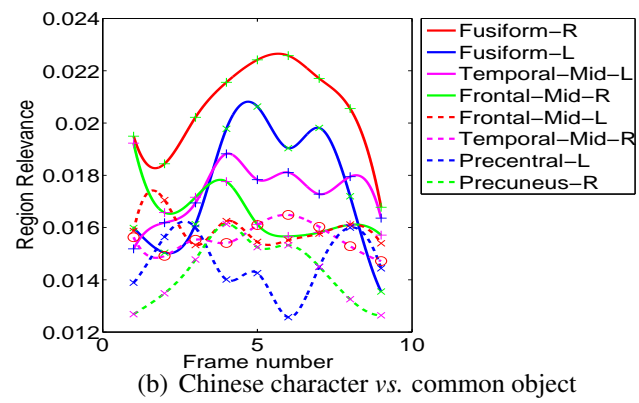 0.024
0.022
0.02
0.018
0.016
0.014
0.012
0
5
10
Region Relevance
Frame number
Fusiform−R
Fusiform−L
Temporal−Mid−L
Frontal−Mid−R
Frontal−Mid−L
Temporal−Mid−R
Precentral−L
Precuneus−R
(b) Chinese character vs. common object